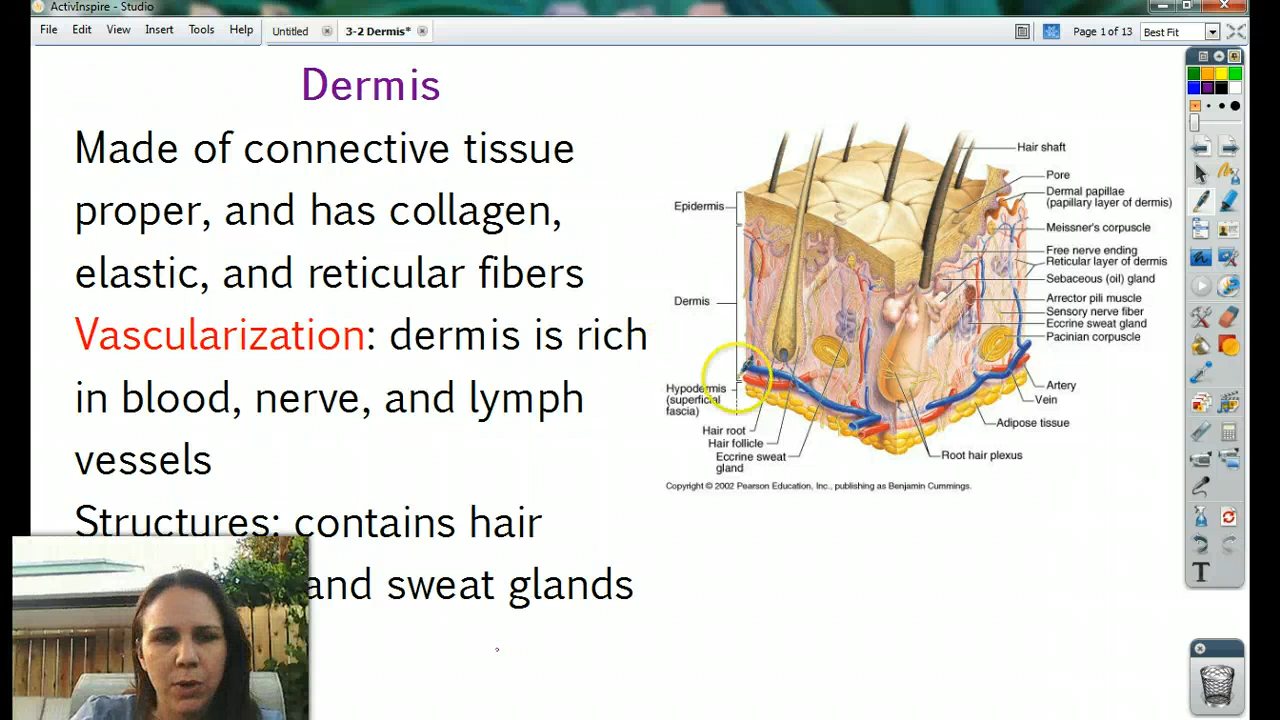 ActivInspire - Studio
File Edit View Insert Tools Help Untitled 3-2 Dermis* Page 1 of 13 Best Fit
Dermis
Made of connective tissue
proper, and has collagen,
elastic, and reticular fibers
Vascularization: dermis is rich
in blood, nerve, and lymph
vessels
Structures: contains hair
and sweat glands
Hair shaft
Pore
Dermal papillae
(papillary layer of dermis)
Meissner's corpuscle
Free nerve ending
Reticular layer of dermis
Sebaceous (oil) gland
Arrector pili muscle
Sensory nerve fiber
Eccrine sweat gland
Pacinian corpuscle
Artery
Vein
Adipose tissue
Root hair plexus
Epidermis
Dermis
Hypodermis
(superficial
fascia)
Hair root
Hair follicle
Eccrine sweat
gland
Copyright © 2002 Pearson Education, Inc., publishing as Benjamin Cummings.
T